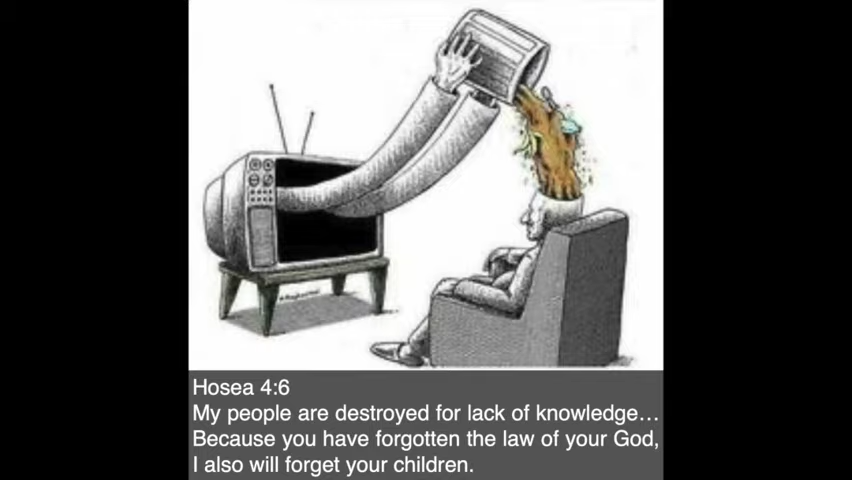 Hosea 4:6
My people are destroyed for lack of knowledge...
Because you have forgotten the law of your God,
I also will forget your children.